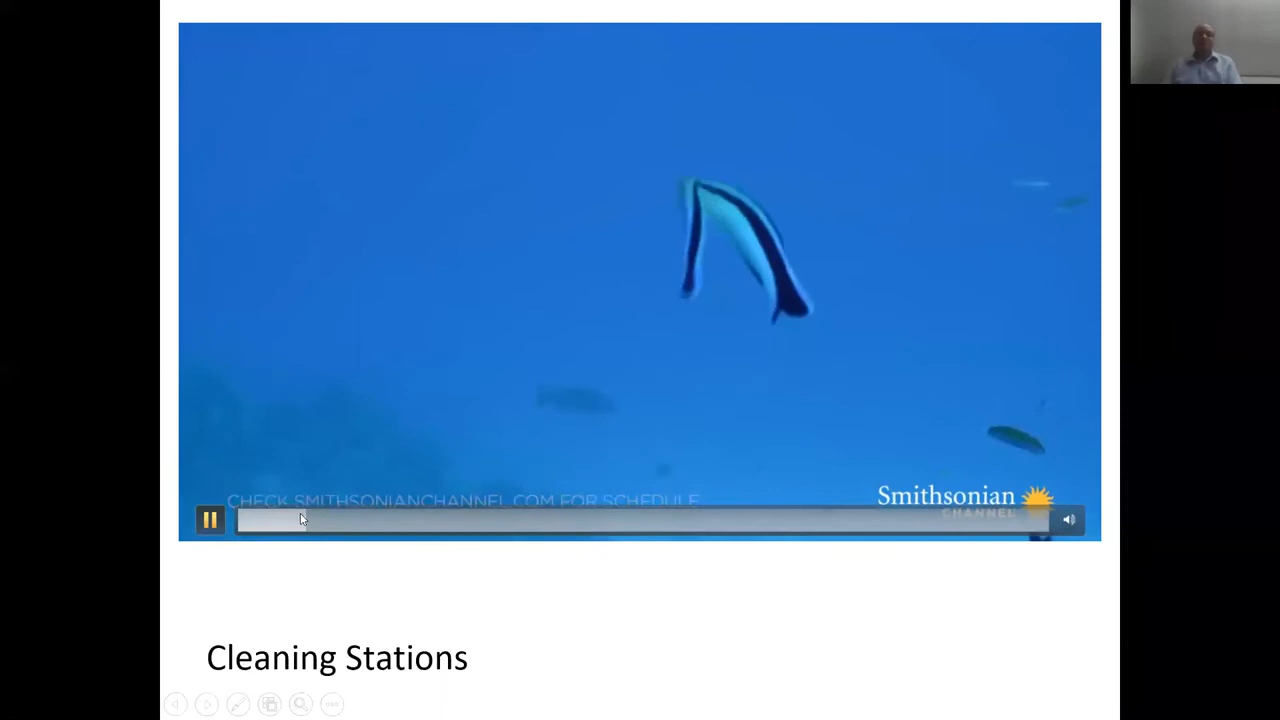 CHECK SMITHSONIANCHANNEL.COM FOR SCHEDULE
Smithsonian
CHANNEL
Cleaning Stations